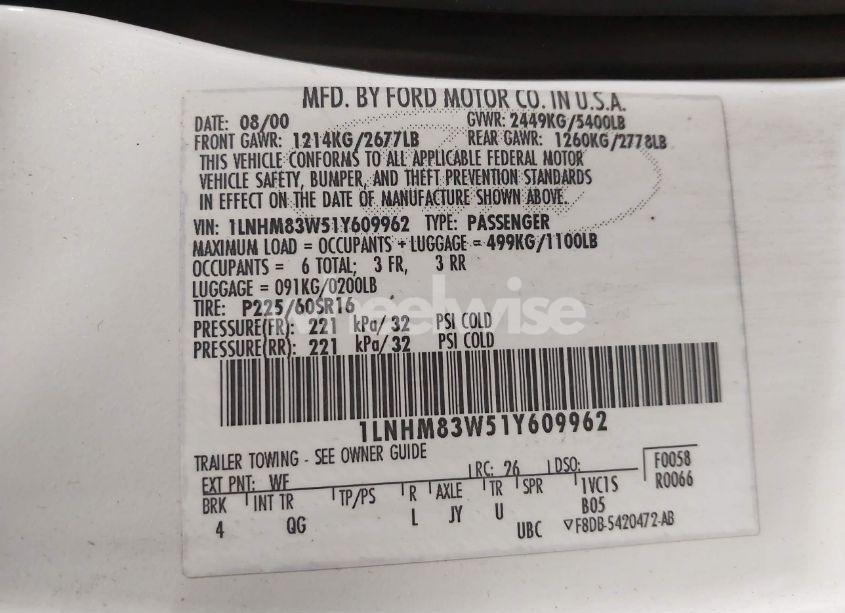 MFD. BY FORD MOTOR CO. IN U.S.A.
DATE: 08/00 GVWR: 2449KG/5400LB
FRONT GAWR: 1214KG/2677LB REAR GAWR: 1260KG/2778LB
THIS VEHICLE CONFORMS TO ALL APPLICABLE FEDERAL MOTOR
VEHICLE SAFETY, BUMPER, AND THEFT PREVENTION STANDARDS
IN EFFECT ON THE DATE OF MANUFACTURE SHOWN ABOVE.
VIN: 1LNHM83W51Y609962 TYPE: PASSENGER
MAXIMUM LOAD = OCCUPANTS + LUGGAGE = 499KG/1100LB
OCCUPANTS = 6 TOTAL; 3 FR, 3 RR
LUGGAGE = 091KG/0200LB
TIRE: P225/60SR16
wheelwise
PRESSURE(FR): 221 kPa/ 32 PSI COLD
PRESSURE(RR): 221 kPa/ 32 PSI COLD
1LNHM83W51Y609962
TRAILER TOWING - SEE OWNER GUIDE
EXT PNT: WF RC: 26 DSO: F0058
R0066
BRK INT TR TP/PS R AXLE TR SPR 1VC1S
4 QG L JY U B05
UBC ▽F8DB-5420472-AB